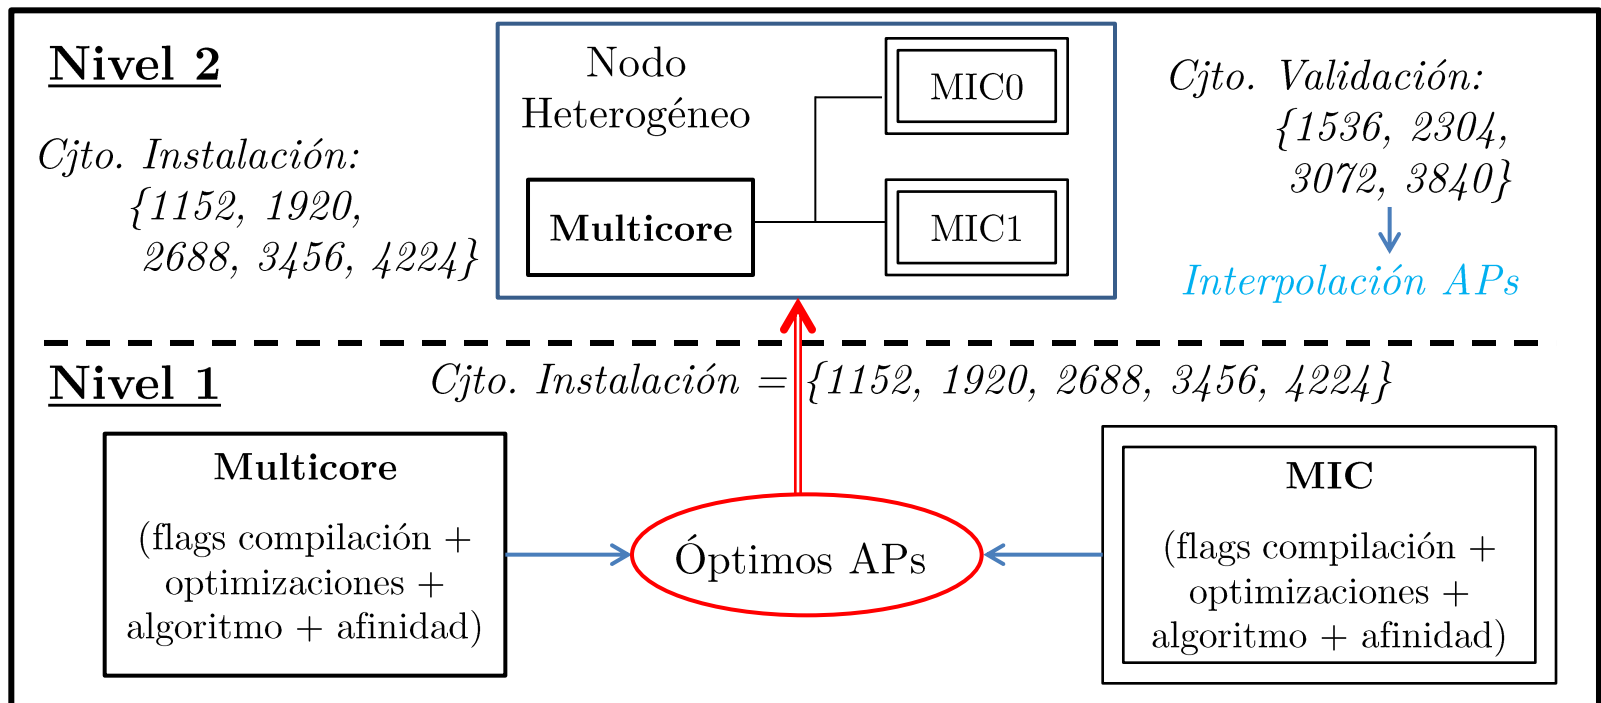 Nivel 2
Cjto. Instalación:
{1152, 1920,
2688, 3456, 4224}
Nodo
Heterogéneo
Multicore
MIC0
MIC1
Cjto. Validación:
{1536, 2304,
3072, 3840}
Interpolación APs
Nivel 1
Cjto. Instalación = {1152, 1920, 2688, 3456, 4224}
Multicore
(flags compilación +
optimizaciones +
algoritmo + afinidad)
Óptimos APs
MIC
(flags compilación +
optimizaciones +
algoritmo + afinidad)